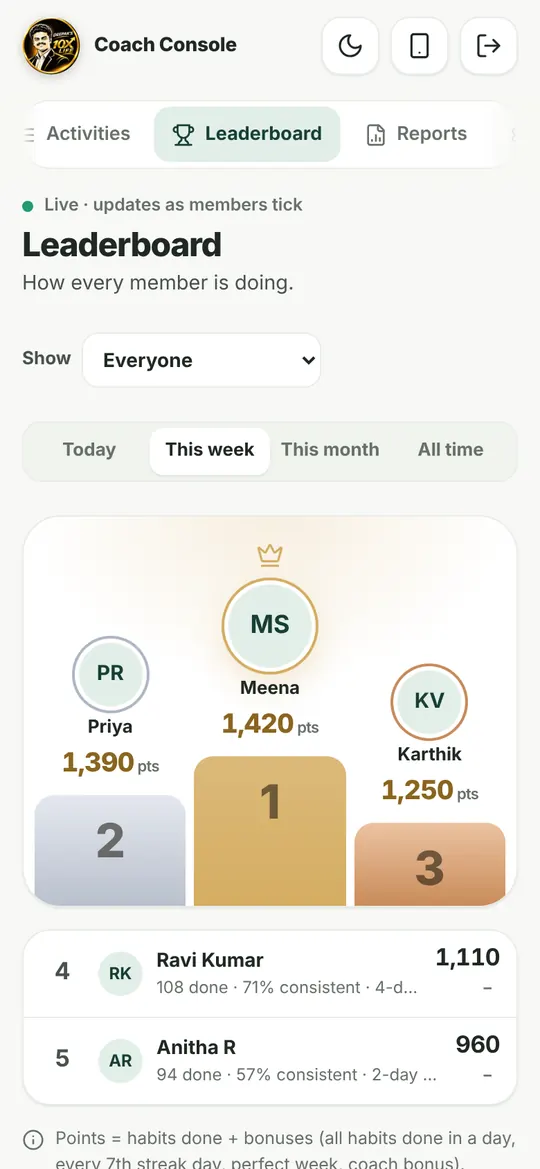 DEEPAK'S
10X
LIFE
Coach Console
Activities
Leaderboard
Reports
Live · updates as members tick
Leaderboard
How every member is doing.
Show
Everyone
Today
This week
This month
All time
MS
Meena
1,420 pts
PR
Priya
1,390 pts
KV
Karthik
1,250 pts
1
2
3
4
RK
Ravi Kumar
1,110
108 done · 71% consistent · 4-d...
–
5
AR
Anitha R
960
94 done · 57% consistent · 2-day ...
–
Points = habits done + bonuses (all habits done in a day,
every 7th streak day, perfect week, coach bonus).